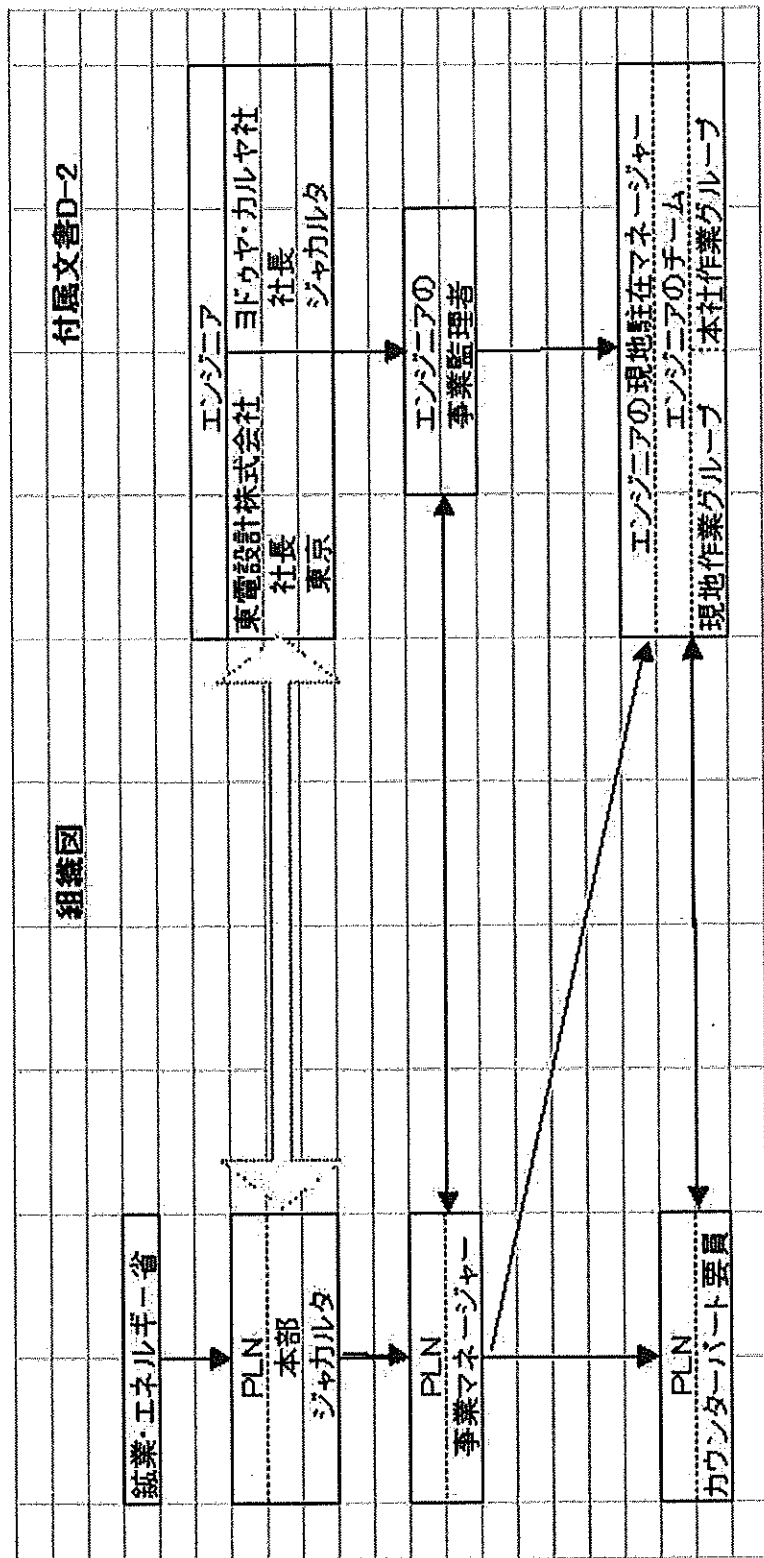 組織図
付属文書D-2
鉱業・エネルギー省
PLN
本部
ジャカルタ
エンジニア
東電設計株式会社 ヨドゥヤ・カルヤ社
社長 社長
東京 ジャカルタ
PLN
事業マネージャー
エンジニアの
事業監理者
PLN
カウンターパート要員
エンジニアの現地駐在マネージャー
エンジニアのチーム
現地作業グループ 本社作業グループ